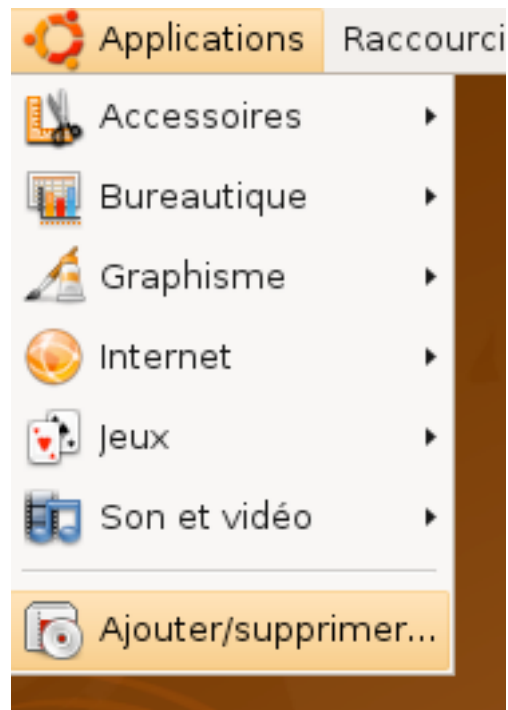 Applications Raccourci
Accessoires
Bureautique
Graphisme
Internet
Jeux
Son et vidéo
Ajouter/supprimer...